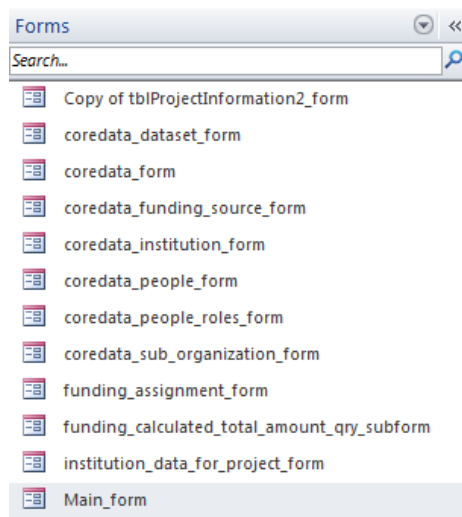 Forms
Search...
Copy of tblProjectInformation2_form
coredata_dataset_form
coredata_form
coredata_funding_source_form
coredata_institution_form
coredata_people_form
coredata_people_roles_form
coredata_sub_organization_form
funding_assignment_form
funding_calculated_total_amount_qry_subform
institution_data_for_project_form
Main_form